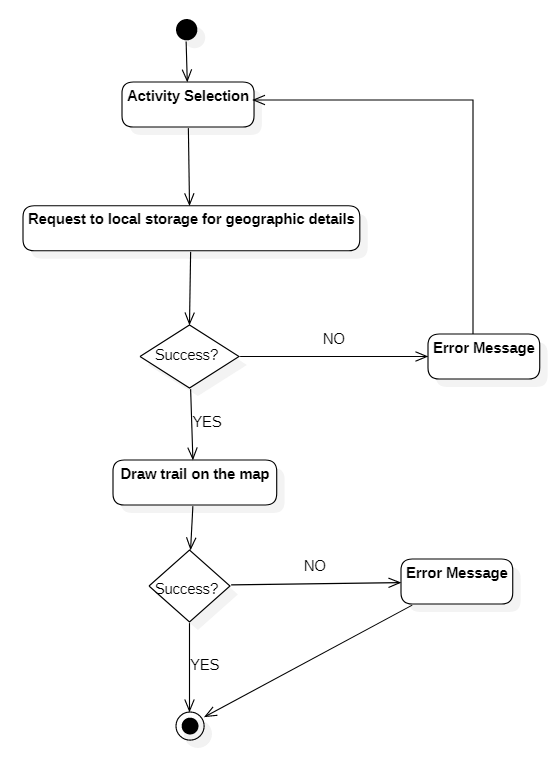 Activity Selection
Request to local storage for geographic details
NO
Success?
Error Message
YES
Draw trail on the map
NO
Error Message
Success?
YES